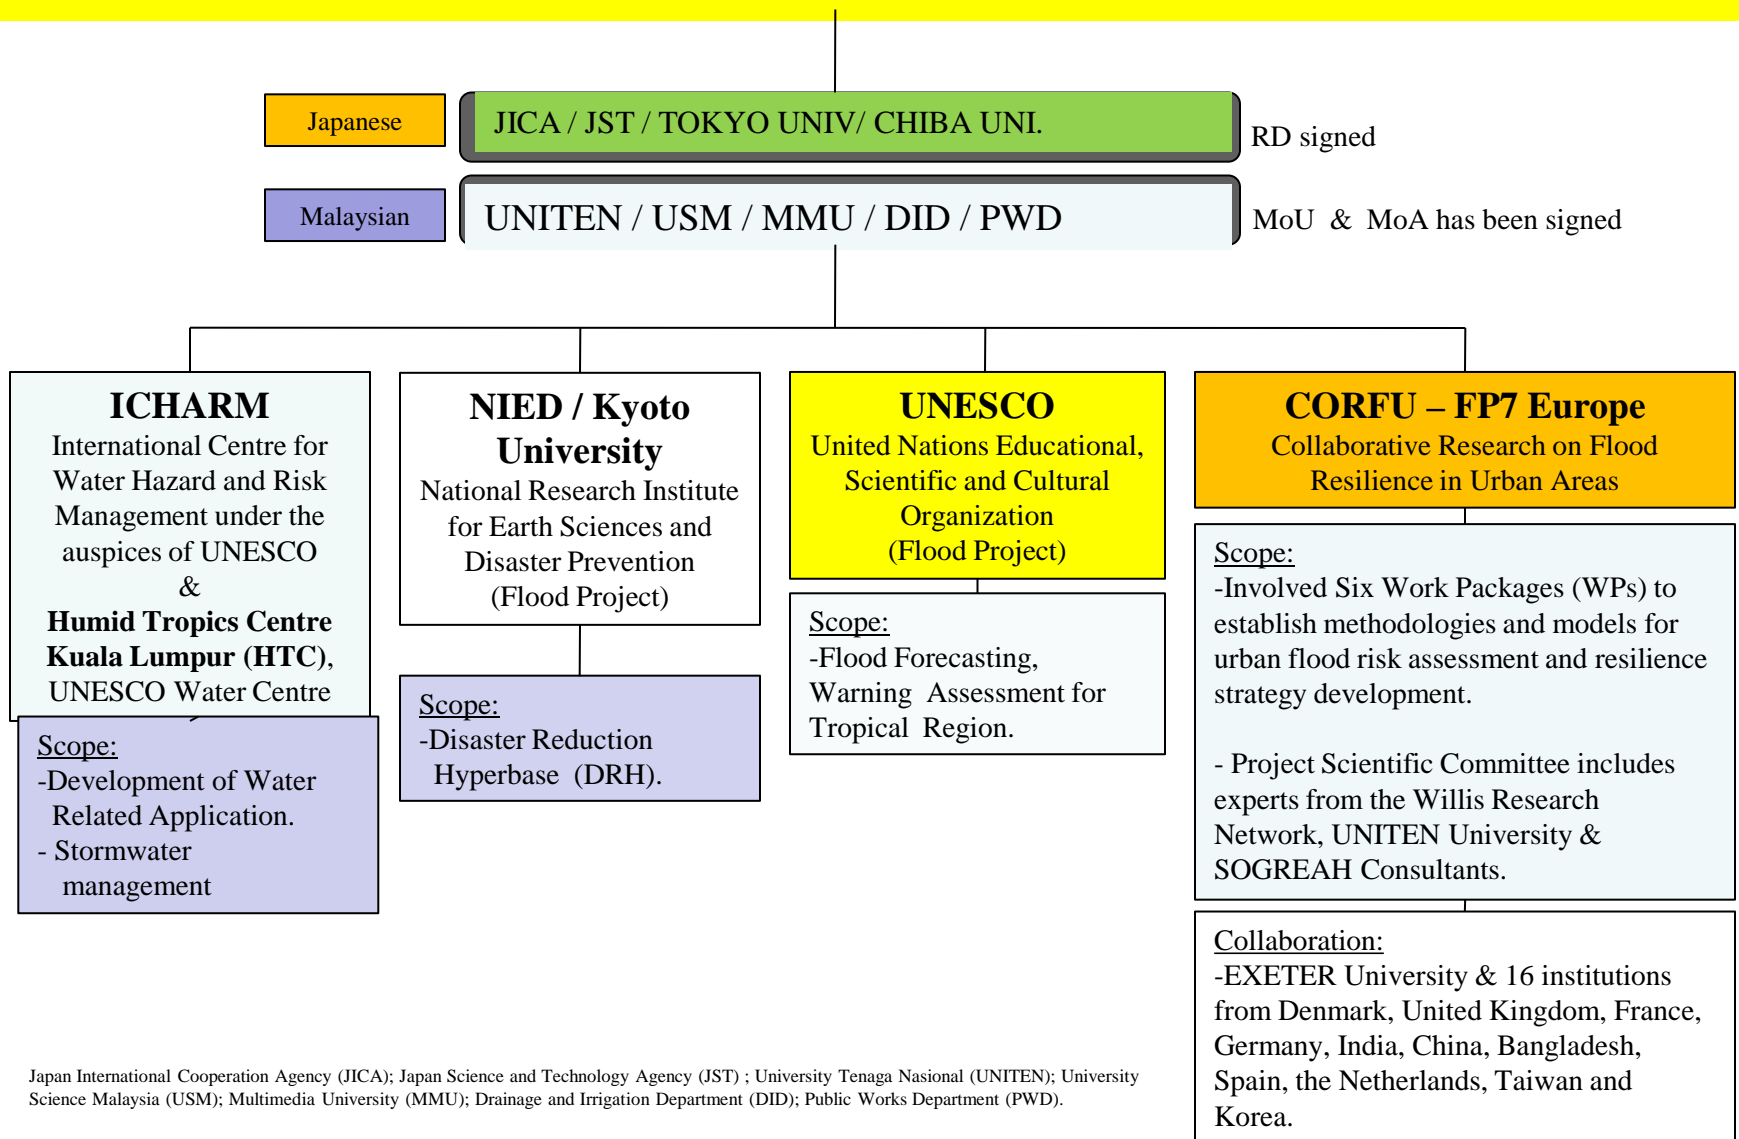 Japanese
JICA / JST / TOKYO UNIV/ CHIBA UNI.
RD signed
Malaysian
UNITEN / USM / MMU / DID / PWD
MoU & MoA has been signed
ICHARM
International Centre for
Water Hazard and Risk
Management under the
auspices of UNESCO
&
Humid Tropics Centre
Kuala Lumpur (HTC),
UNESCO Water Centre
Scope:
-Development of Water
Related Application.
- Stormwater
management
NIED / Kyoto
University
National Research Institute
for Earth Sciences and
Disaster Prevention
(Flood Project)
Scope:
-Disaster Reduction
Hyperbase (DRH).
UNESCO
United Nations Educational,
Scientific and Cultural
Organization
(Flood Project)
Scope:
-Flood Forecasting,
Warning Assessment for
Tropical Region.
CORFU – FP7 Europe
Collaborative Research on Flood
Resilience in Urban Areas
Scope:
-Involved Six Work Packages (WPs) to
establish methodologies and models for
urban flood risk assessment and resilience
strategy development.
- Project Scientific Committee includes
experts from the Willis Research
Network, UNITEN University &
SOGREAH Consultants.
Collaboration:
-EXETER University & 16 institutions
from Denmark, United Kingdom, France,
Germany, India, China, Bangladesh,
Spain, the Netherlands, Taiwan and
Korea.
Japan International Cooperation Agency (JICA); Japan Science and Technology Agency (JST) ; University Tenaga Nasional (UNITEN); University
Science Malaysia (USM); Multimedia University (MMU); Drainage and Irrigation Department (DID); Public Works Department (PWD).